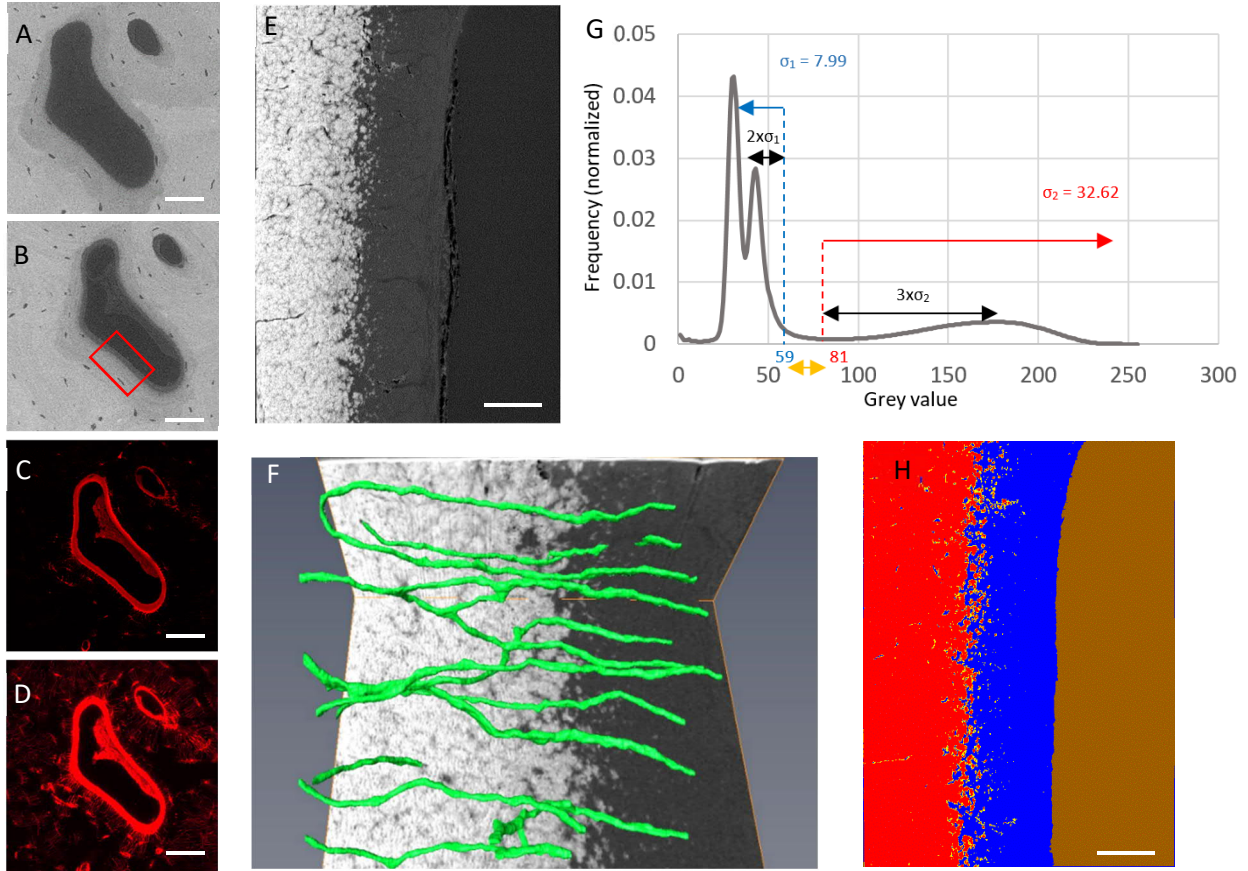 A
B
C
D
E
F
G
H
0.05
0.04
0.03
0.02
0.01
0
Frequency (normalized)
σ1 = 7.99
2xσ1
σ2 = 32.62
3xσ2
59
81
0
50
100
150
200
250
300
Grey value